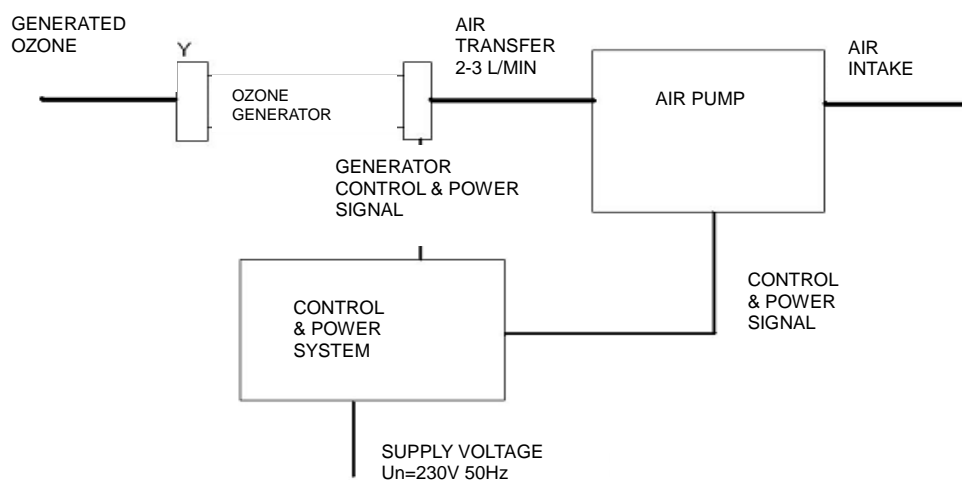 GENERATED
OZONE
Y
AIR
TRANSFER
2-3 L/MIN
AIR
INTAKE
OZONE
GENERATOR
AIR PUMP
GENERATOR
CONTROL & POWER
SIGNAL
CONTROL
& POWER
SIGNAL
CONTROL
& POWER
SYSTEM
SUPPLY VOLTAGE
Un=230V 50Hz